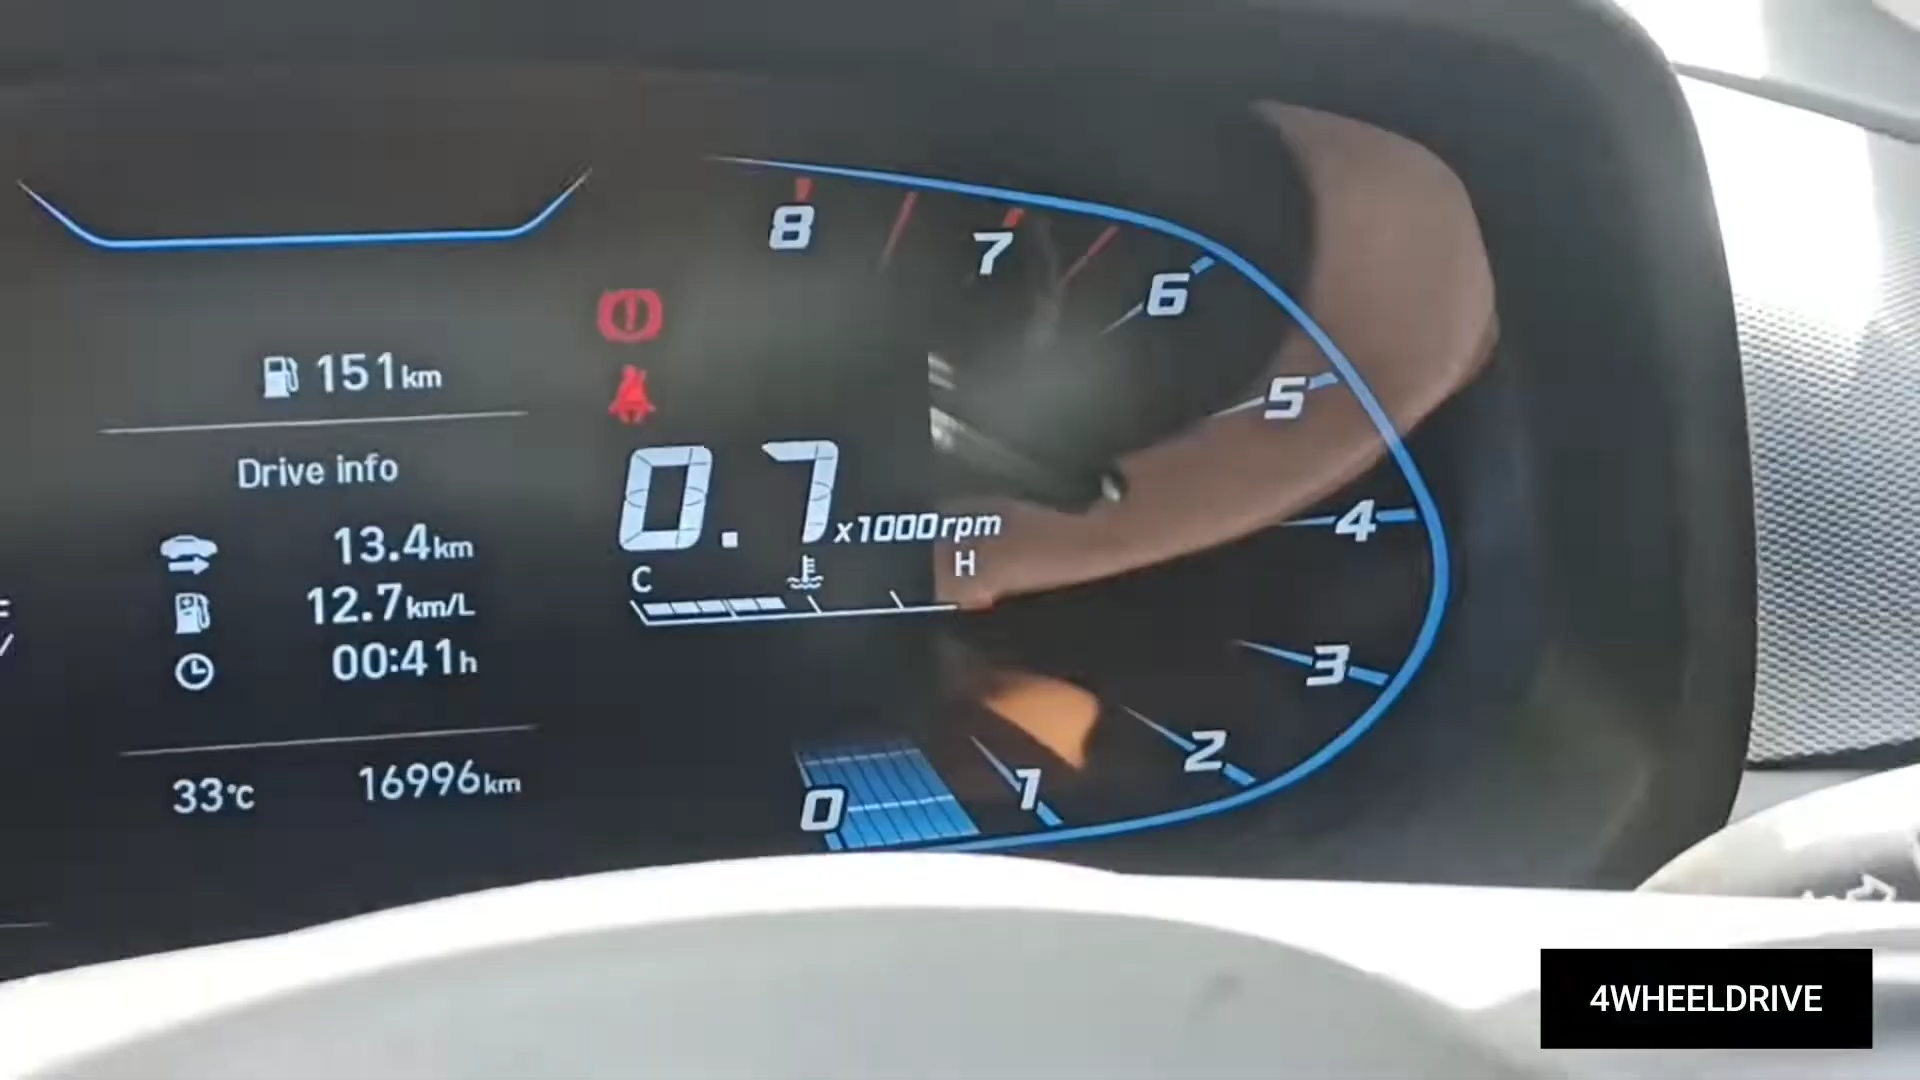 151km
Drive info
13.4km
12.7km/L
00:41h
33°C 16996km
0.7 x1000rpm
C H
8
7
6
5
4
3
2
1
0
4WHEELDRIVE